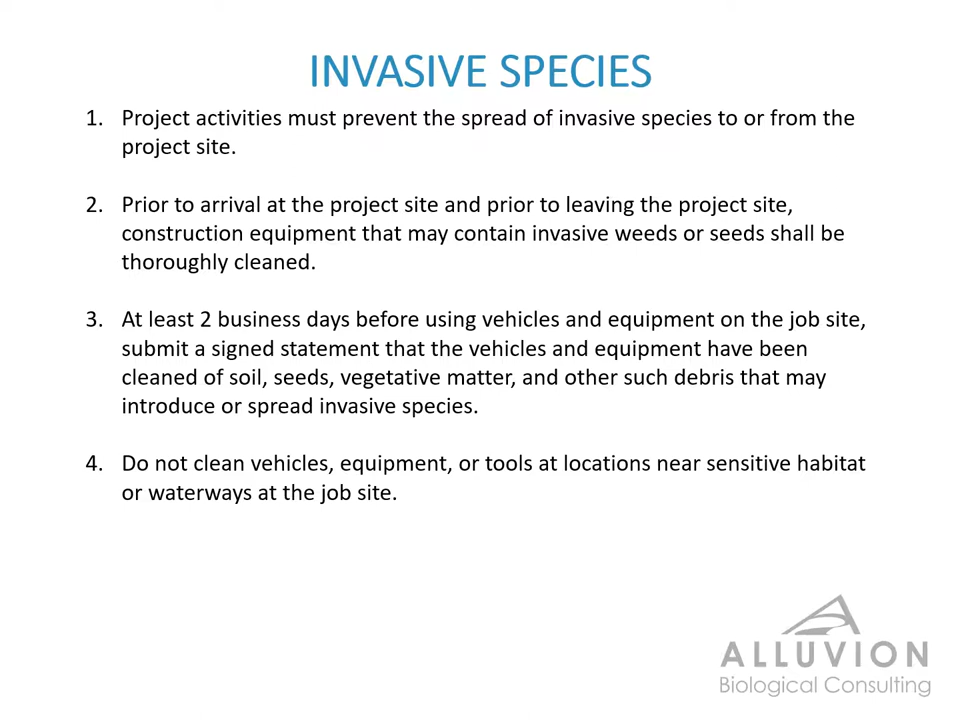 INVASIVE SPECIES
1. Project activities must prevent the spread of invasive species to or from the
project site.
2. Prior to arrival at the project site and prior to leaving the project site,
construction equipment that may contain invasive weeds or seeds shall be
thoroughly cleaned.
3. At least 2 business days before using vehicles and equipment on the job site,
submit a signed statement that the vehicles and equipment have been
cleaned of soil, seeds, vegetative matter, and other such debris that may
introduce or spread invasive species.
4. Do not clean vehicles, equipment, or tools at locations near sensitive habitat
or waterways at the job site.
ALLUVION
Biological Consulting